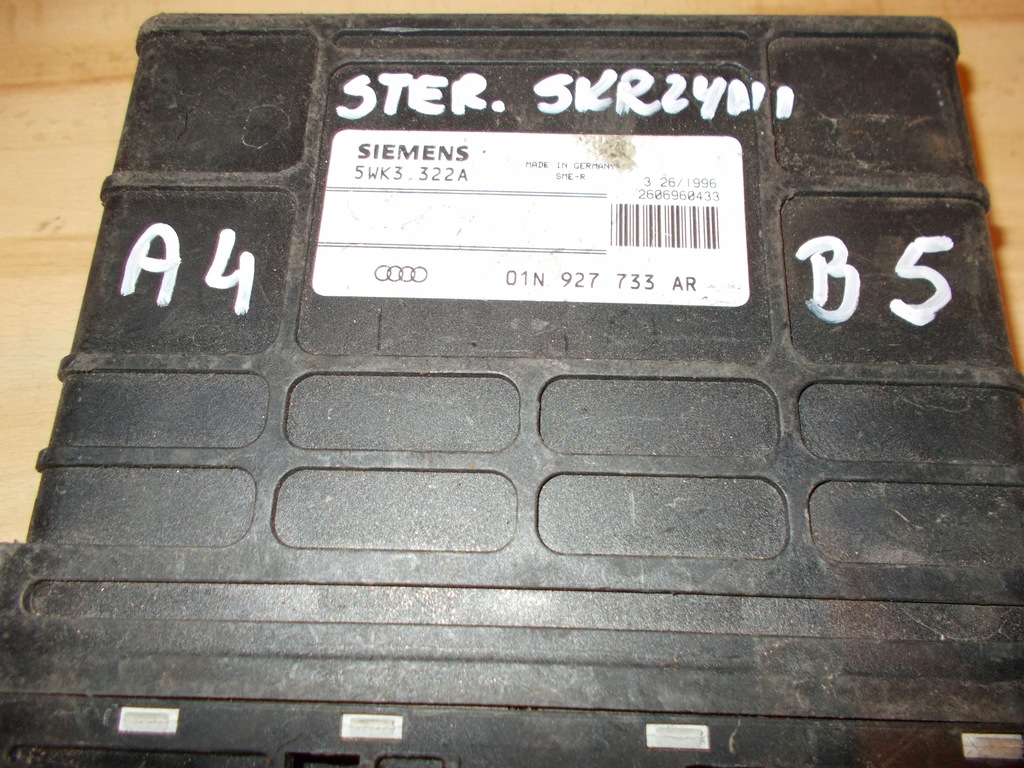 STER. SKRZYNI
SIEMENS
5WK3 322A
MADE IN GERMANY
SME-R
3 26/1996
2606960433
A4
B5
01N 927 733 AR